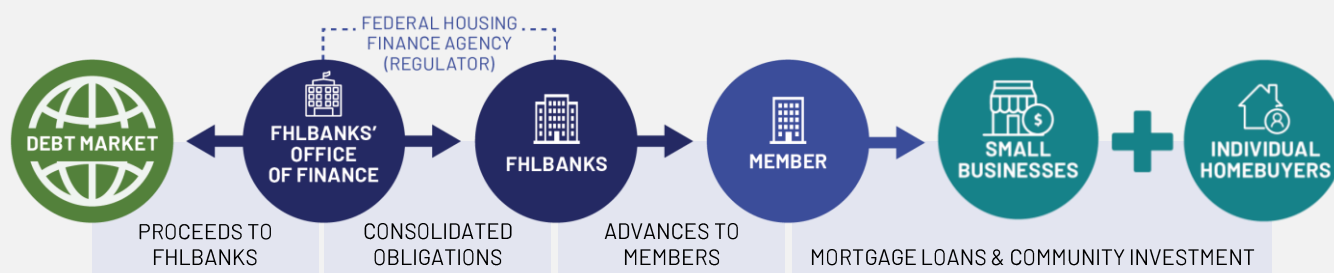 FEDERAL HOUSING
FINANCE AGENCY
(REGULATOR)
DEBT MARKET
FHLBANKS'
OFFICE
OF FINANCE
FHLBANKS
MEMBER
$
SMALL
BUSINESSES
INDIVIDUAL
HOMEBUYERS
PROCEEDS TO
FHLBANKS
CONSOLIDATED
OBLIGATIONS
ADVANCES TO
MEMBERS
MORTGAGE LOANS & COMMUNITY INVESTMENT